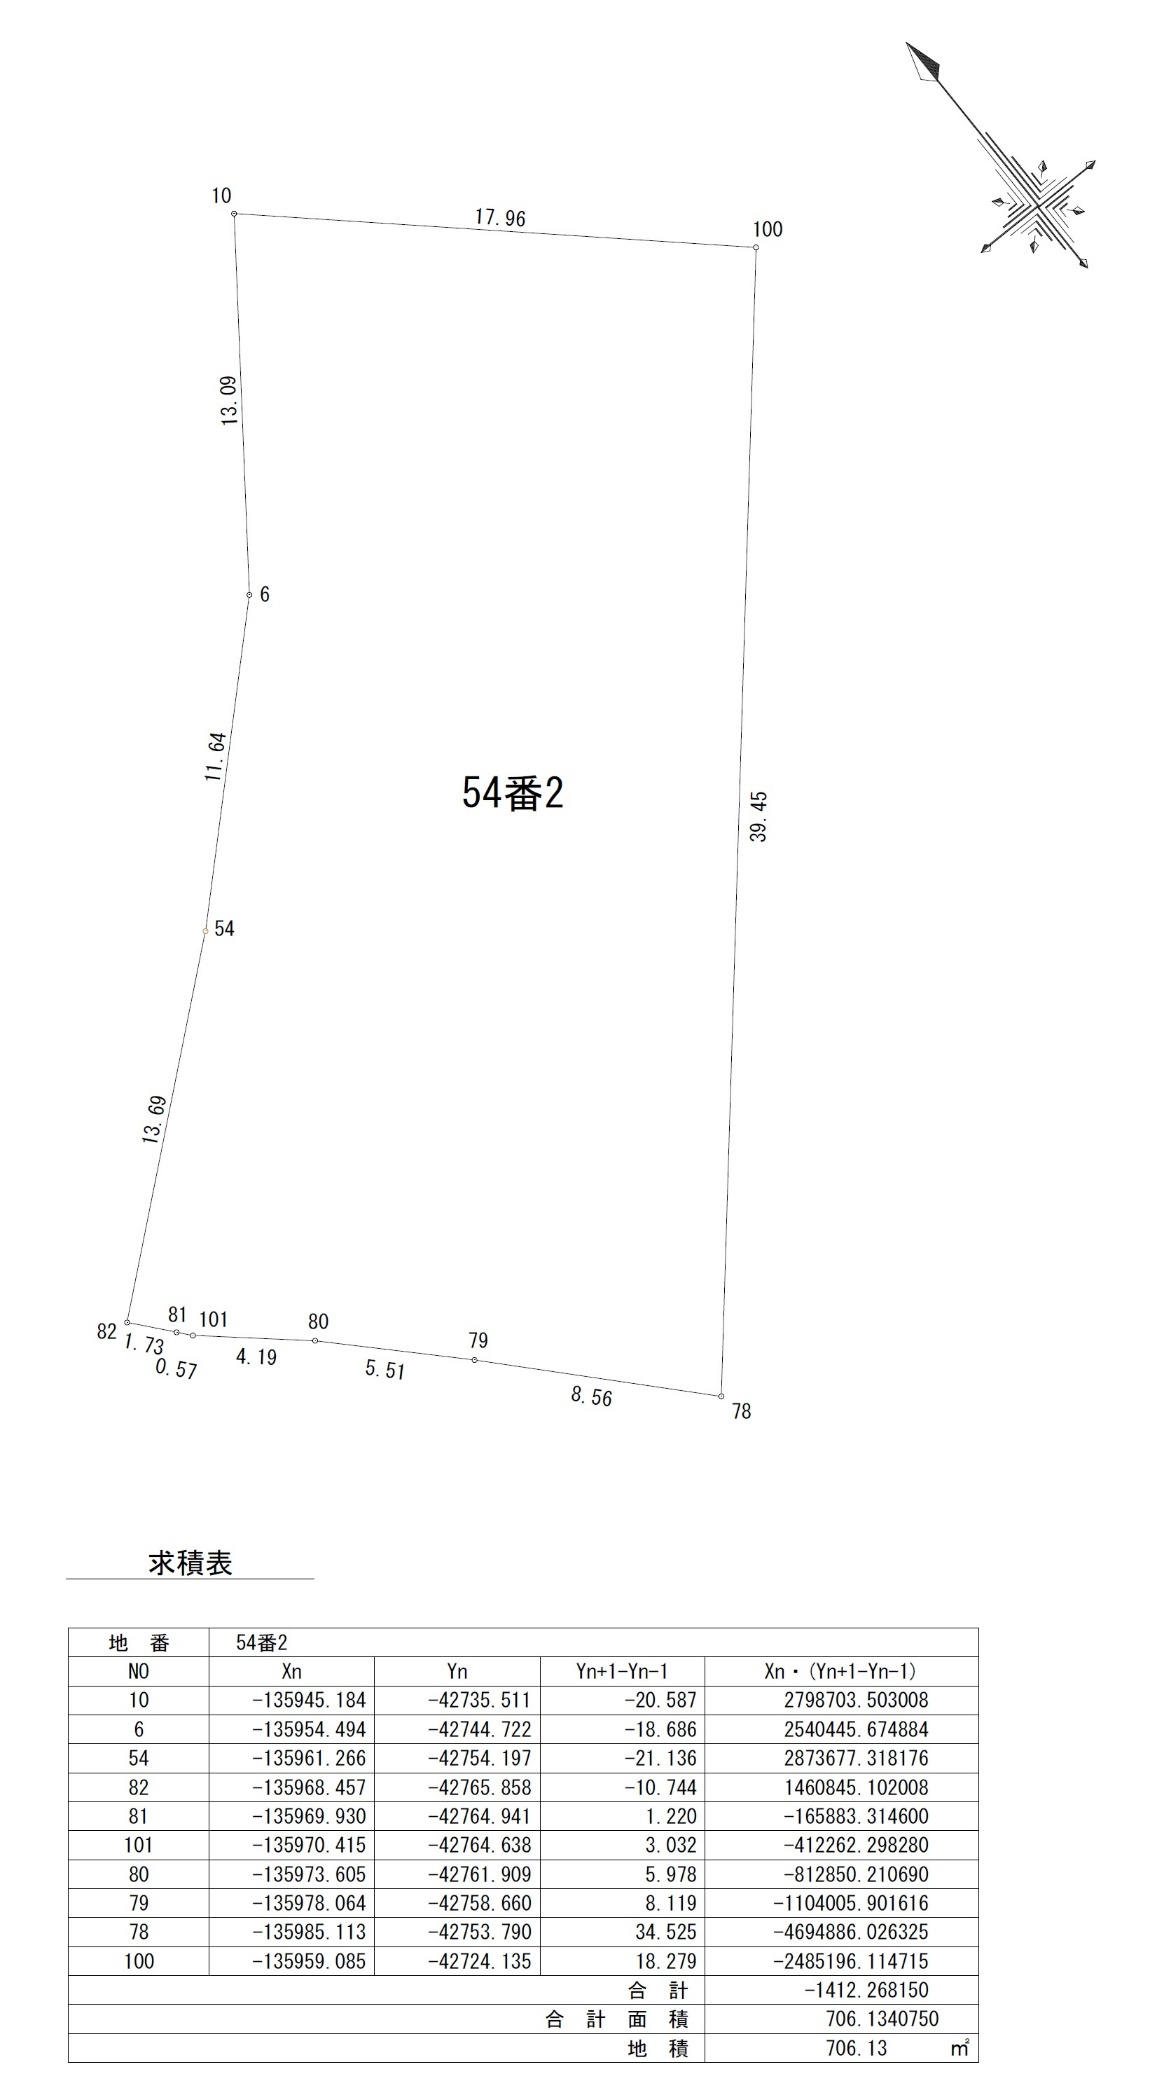 10
17.96
100
13.09
6
11.64
54番2
39.45
54
13.69
82
81
101
80
79
78
1.73
0.57
4.19
5.51
8.56
求積表
地 番 54番2
NO Xn Yn Yn+1-Yn-1 Xn・(Yn+1-Yn-1)
10 -135945.184 -42735.511 -20.587 2798703.503008
6 -135954.494 -42744.722 -18.686 2540445.674884
54 -135961.266 -42754.197 -21.136 2873677.318176
82 -135968.457 -42765.858 -10.744 1460845.102008
81 -135969.930 -42764.941 1.220 -165883.314600
101 -135970.415 -42764.638 3.032 -412262.298280
80 -135973.605 -42761.909 5.978 -812850.210690
79 -135978.064 -42758.660 8.119 -1104005.901616
78 -135985.113 -42753.790 34.525 -4694886.026325
100 -135959.085 -42724.135 18.279 -2485196.114715
合 計 -1412.268150
合 計 面 積 706.1340750
地 積 706.13 ㎡